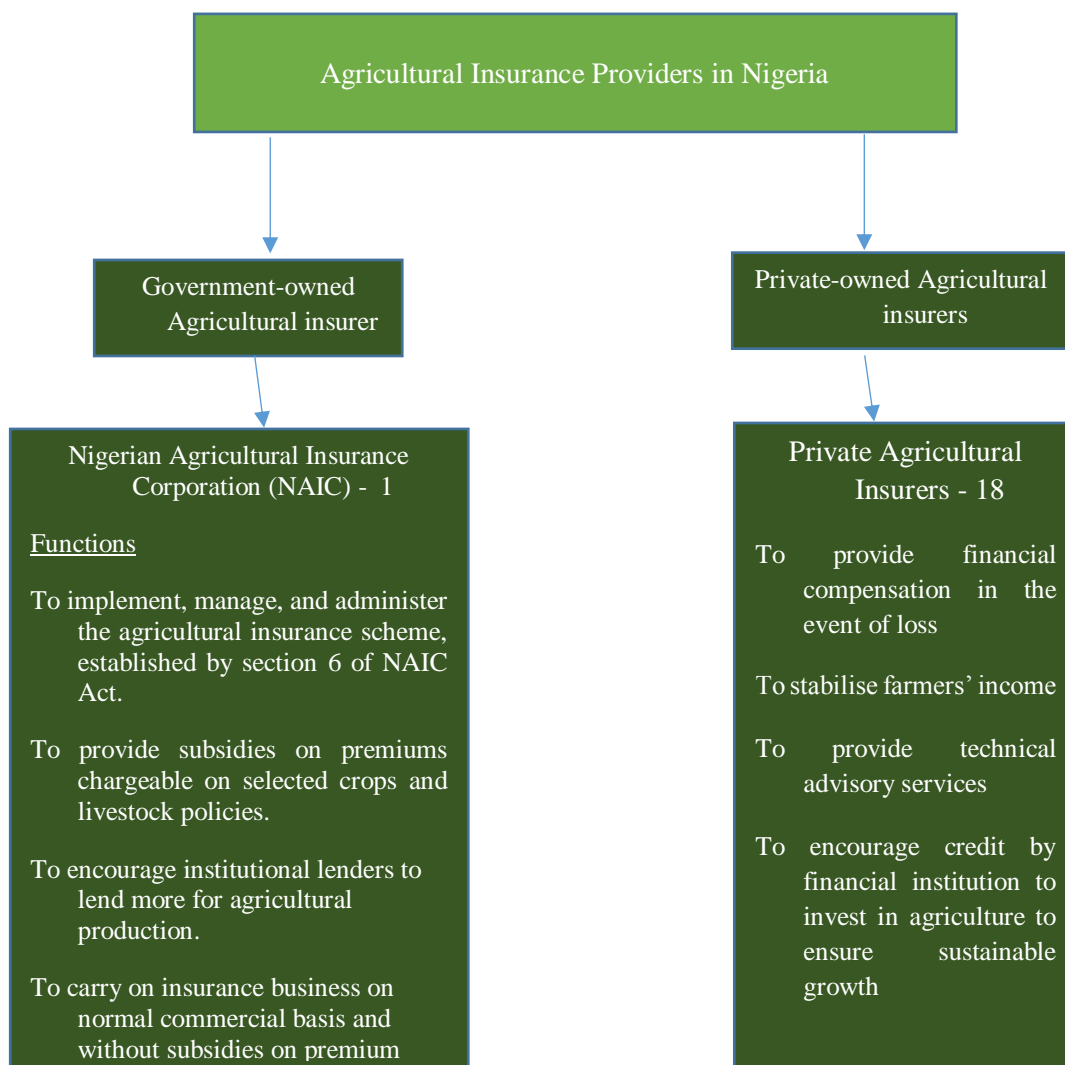 Agricultural Insurance Providers in Nigeria
Government-owned
Agricultural insurer
Private-owned Agricultural
insurers
Nigerian Agricultural Insurance
Corporation (NAIC) - 1
Functions
To implement, manage, and administer
the agricultural insurance scheme,
established by section 6 of NAIC
Act.
To provide subsidies on premiums
chargeable on selected crops and
livestock policies.
To encourage institutional lenders to
lend more for agricultural
production.
To carry on insurance business on
normal commercial basis and
without subsidies on premium
Private Agricultural
Insurers - 18
To provide financial
compensation in the
event of loss
To stabilise farmers’ income
To provide technical
advisory services
To encourage credit by
financial institution to
invest in agriculture to
ensure sustainable
growth